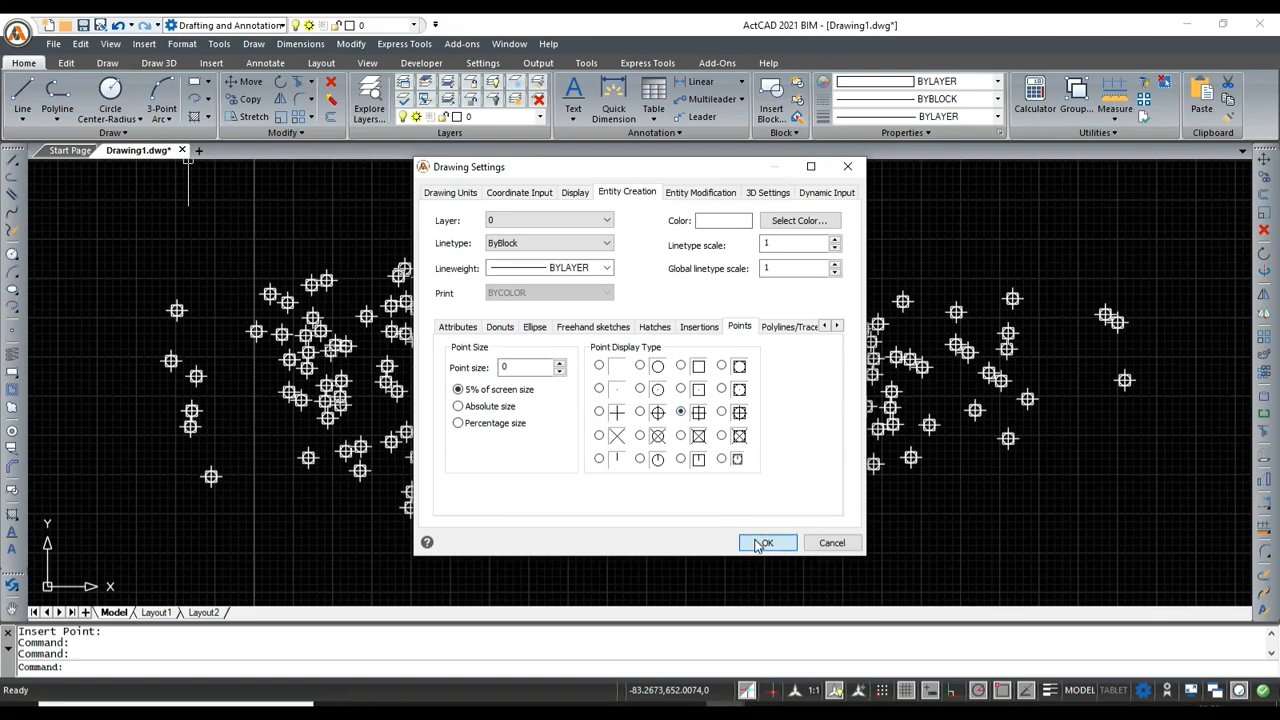 Drafting and Annotation
0
ActCAD 2021 BIM - [Drawing1.dwg*]
File Edit View Insert Format Tools Draw Dimensions Modify Express Tools Add-ons Window Help
Home Edit Draw Draw 3D Insert Annotate Layout View Developer Settings Output Tools Express Tools Add-Ons Help
Line
Polyline
Circle
Center-Radius
3-Point
Arc
Move
Copy
Stretch
Explore
Layers...
0
Text
Quick
Dimension
Table
Linear
Multileader
Leader
Insert
Block...
BYLAYER
BYBLOCK
BYLAYER
Calculator
Group...
Measure
Paste
Draw
Modify
Layers
Annotation
Block
Properties
Utilities
Clipboard
Start Page
Drawing1.dwg*
Drawing Settings
Drawing Units Coordinate Input Display Entity Creation Entity Modification 3D Settings Dynamic Input
Layer: 0
Color: Select Color...
Linetype: ByBlock
Linetype scale: 1
Lineweight: BYLAYER
Global linetype scale: 1
Print BYCOLOR
Attributes Donuts Ellipse Freehand sketches Hatches Insertions Points Polylines/Trace
Point Size
Point Display Type
Point size: 0
5% of screen size
Absolute size
Percentage size
OK
Cancel
Y
X
Model Layout1 Layout2
Insert Point:
Command:
Command:
Command:
Ready
-83.2673,652.0074,0
1:1
MODEL
TABLET